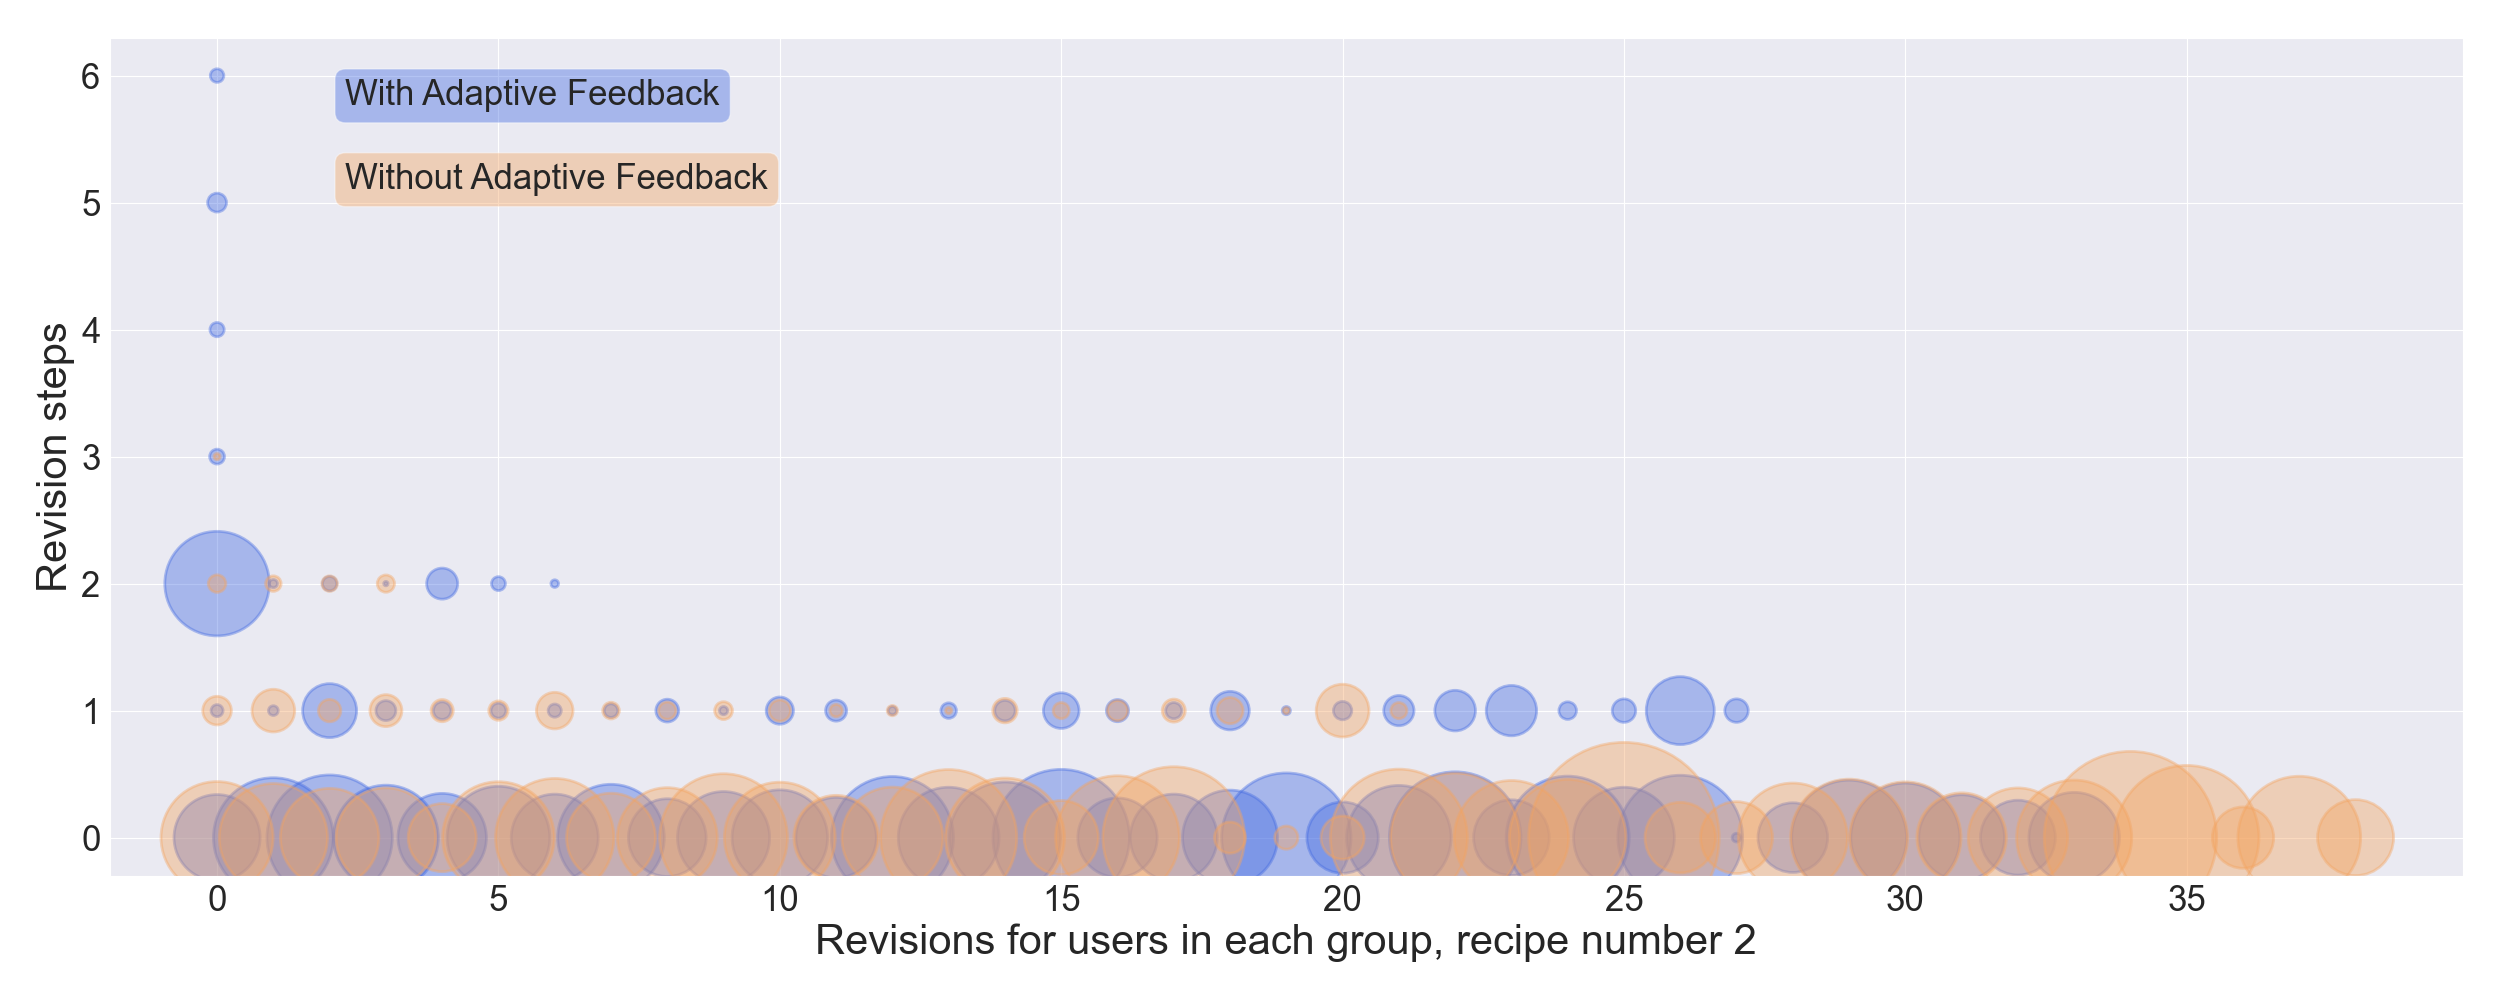 With Adaptive Feedback
Without Adaptive Feedback
Revision steps
6
5
4
3
2
1
0
0 5 10 15 20 25 30 35
Revisions for users in each group, recipe number 2